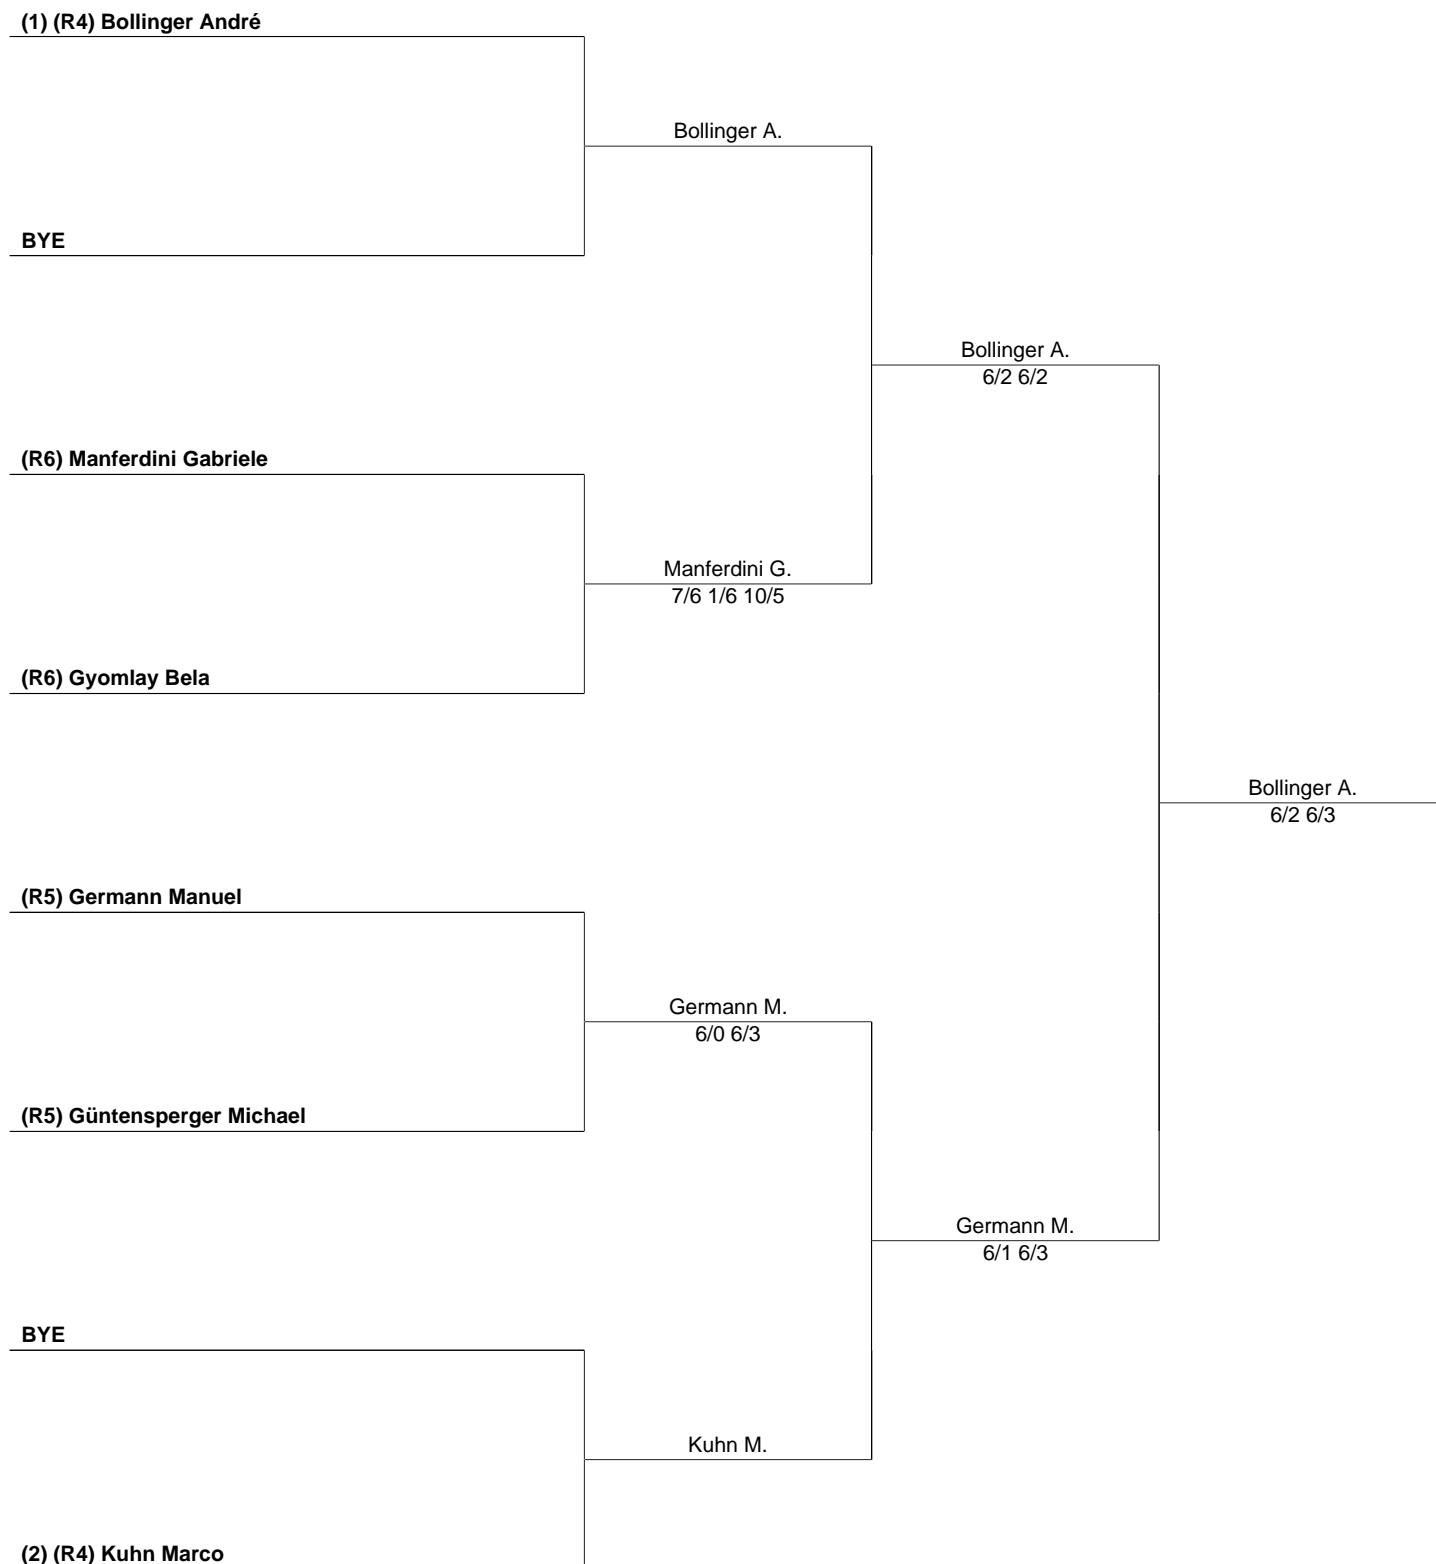 (1) (R4) Bollinger André
Bollinger A.
BYE
Bollinger A.
6/2 6/2
(R6) Manferdini Gabriele
Manferdini G.
7/6 1/6 10/5
(R6) Gyomlay Bela
Bollinger A.
6/2 6/3
(R5) Germann Manuel
Germann M.
6/0 6/3
(R5) Güntensperger Michael
Germann M.
6/1 6/3
BYE
Kuhn M.
(2) (R4) Kuhn Marco